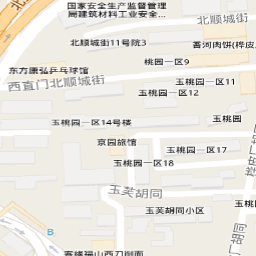 国家安全生产监督管理
局建筑材料工业安全...
北顺城街
北顺城街11号院3
香河肉饼(桦皮
桃园一区9
东方康弘乒乓球馆
西直门北顺城街
玉桃园一区11
玉桃园一区12
玉桃园一区14号楼
玉桃园
京园旅馆
玉桃园一区17
玉桃园一区18
玉芙胡同
玉芙胡同小区
胡同